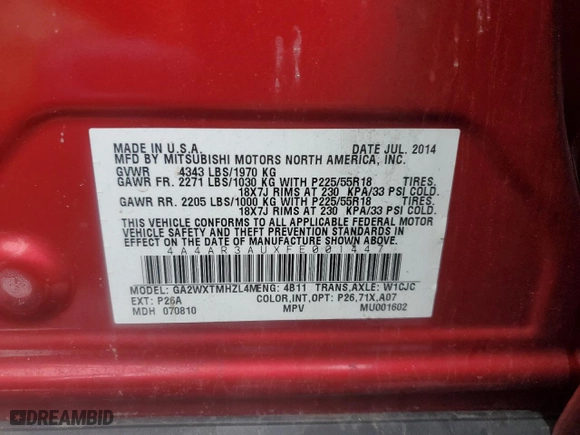 MADE IN U.S.A. DATE JUL. 2014
MFD BY MITSUBISHI MOTORS NORTH AMERICA, INC.
GVWR 4343 LBS/1970 KG
GAWR FR. 2271 LBS/1030 KG WITH P225/55R18 TIRES,
18X7J RIMS AT 230 KPA/33 PSI COLD.
GAWR RR. 2205 LBS/1000 KG WITH P225/55R18 TIRES,
18X7J RIMS AT 230 KPA/33 PSI COLD.
THIS VEHICLE CONFORMS TO ALL APPLICABLE FEDERAL MOTOR
VEHICLE SAFETY AND THEFT PREVENTION STANDARDS IN
EFFECT ON THE DATE OF MANUFACTURE SHOWN ABOVE.
4A4AR3AUXFE001447
MODEL: GA2WXTMHZL4M ENG: 4B11 TRANS,AXLE: W1CJC
EXT: P26A COLOR,INT,OPT: P26,71X,A07
MDH 070810 MPV MU001602
DREAMBID